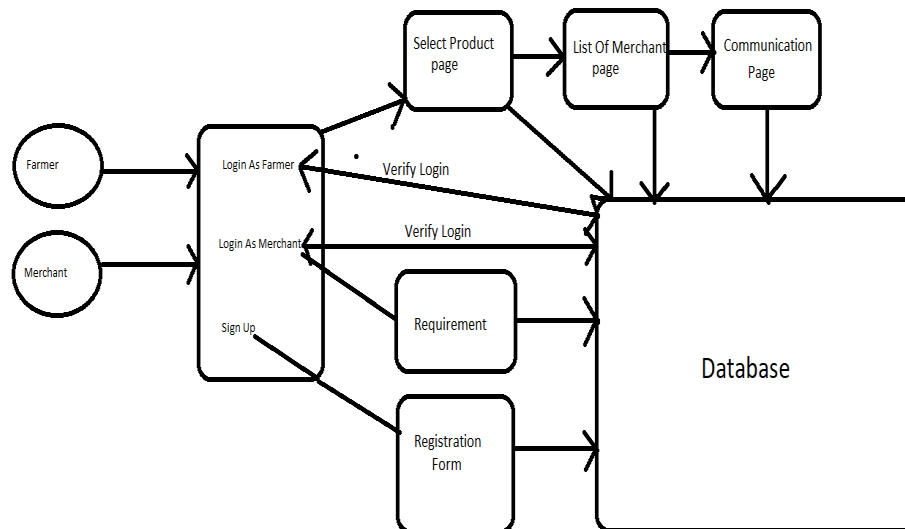 Select Product
page
List Of Merchant
page
Communication
Page
Farmer
Login As Farmer
Verify Login
Login As Merchant
Verify Login
Merchant
Sign Up
Requirement
Database
Registration
Form